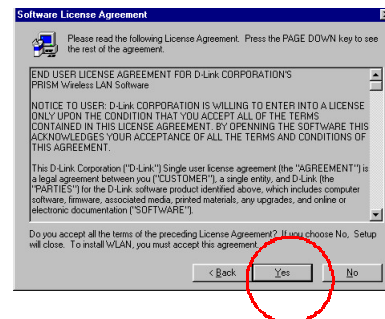 Software License Agreement
Please read the following License Agreement. Press the PAGE DOWN key to see
the rest of the agreement.
END USER LICENSE AGREEMENT FOR D-Link CORPORATION'S
PRISM Wireless LAN Software
NOTICE TO USER: D-Link CORPORATION IS WILLING TO ENTER INTO A LICENSE
ONLY UPON THE CONDITION THAT YOU ACCEPT ALL OF THE TERMS
CONTAINED IN THIS LICENSE AGREEMENT. BY OPENNING THE SOFTWARE THIS
ACKNOWLEDGES YOUR ACCEPTANCE OF ALL THE TERMS AND CONDITIONS OF
THIS AGREEMENT.
This D-Link Corporation ("D-Link") Single user license agreement (the "AGREEMENT") is
a legal agreement between you ("CUSTOMER"), a single entity, and D-Link (the
"PARTIES") for the D-Link software product identified above, which includes computer
software, firmware, associated media, printed materials, any upgrades, and online or
electronic documentation ("SOFTWARE").
Do you accept all the terms of the preceding License Agreement? If you choose No, Setup
will close. To install WLAN, you must accept this agreement.
< Back
Yes
No